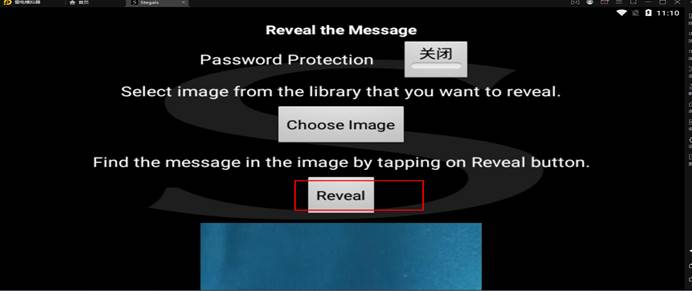 雷电模拟器 首页 Stegais
11:10
Reveal the Message
Password Protection 关闭
Select image from the library that you want to reveal.
Choose Image
Find the message in the image by tapping on Reveal button.
Reveal
S